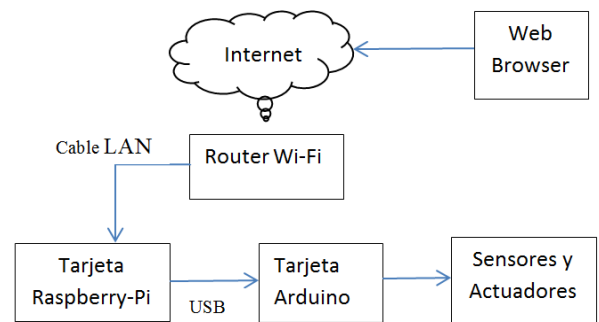 Internet
Web
Browser
Cable LAN
Router Wi-Fi
Tarjeta
Raspberry-Pi
USB
Tarjeta
Arduino
Sensores y
Actuadores